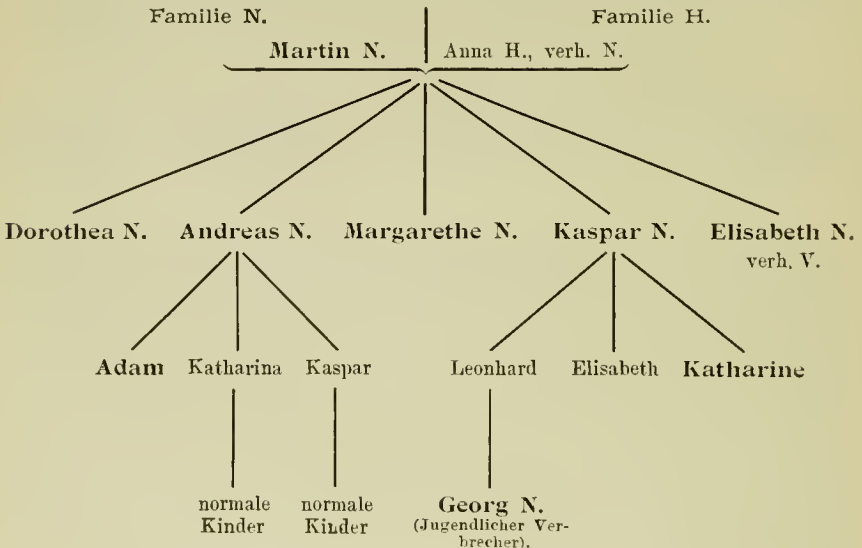 Familie N. Familie H.
Martin N. Anna H., verh. N.
Dorothea N. Andreas N. Margarethe N. Kaspar N. Elisabeth N.
verh. V.
Adam Katharina Kaspar Leonhard Elisabeth Katharine
normale normale Georg N.
Kinder Kinder (Jugendlicher Ver-
brecher).